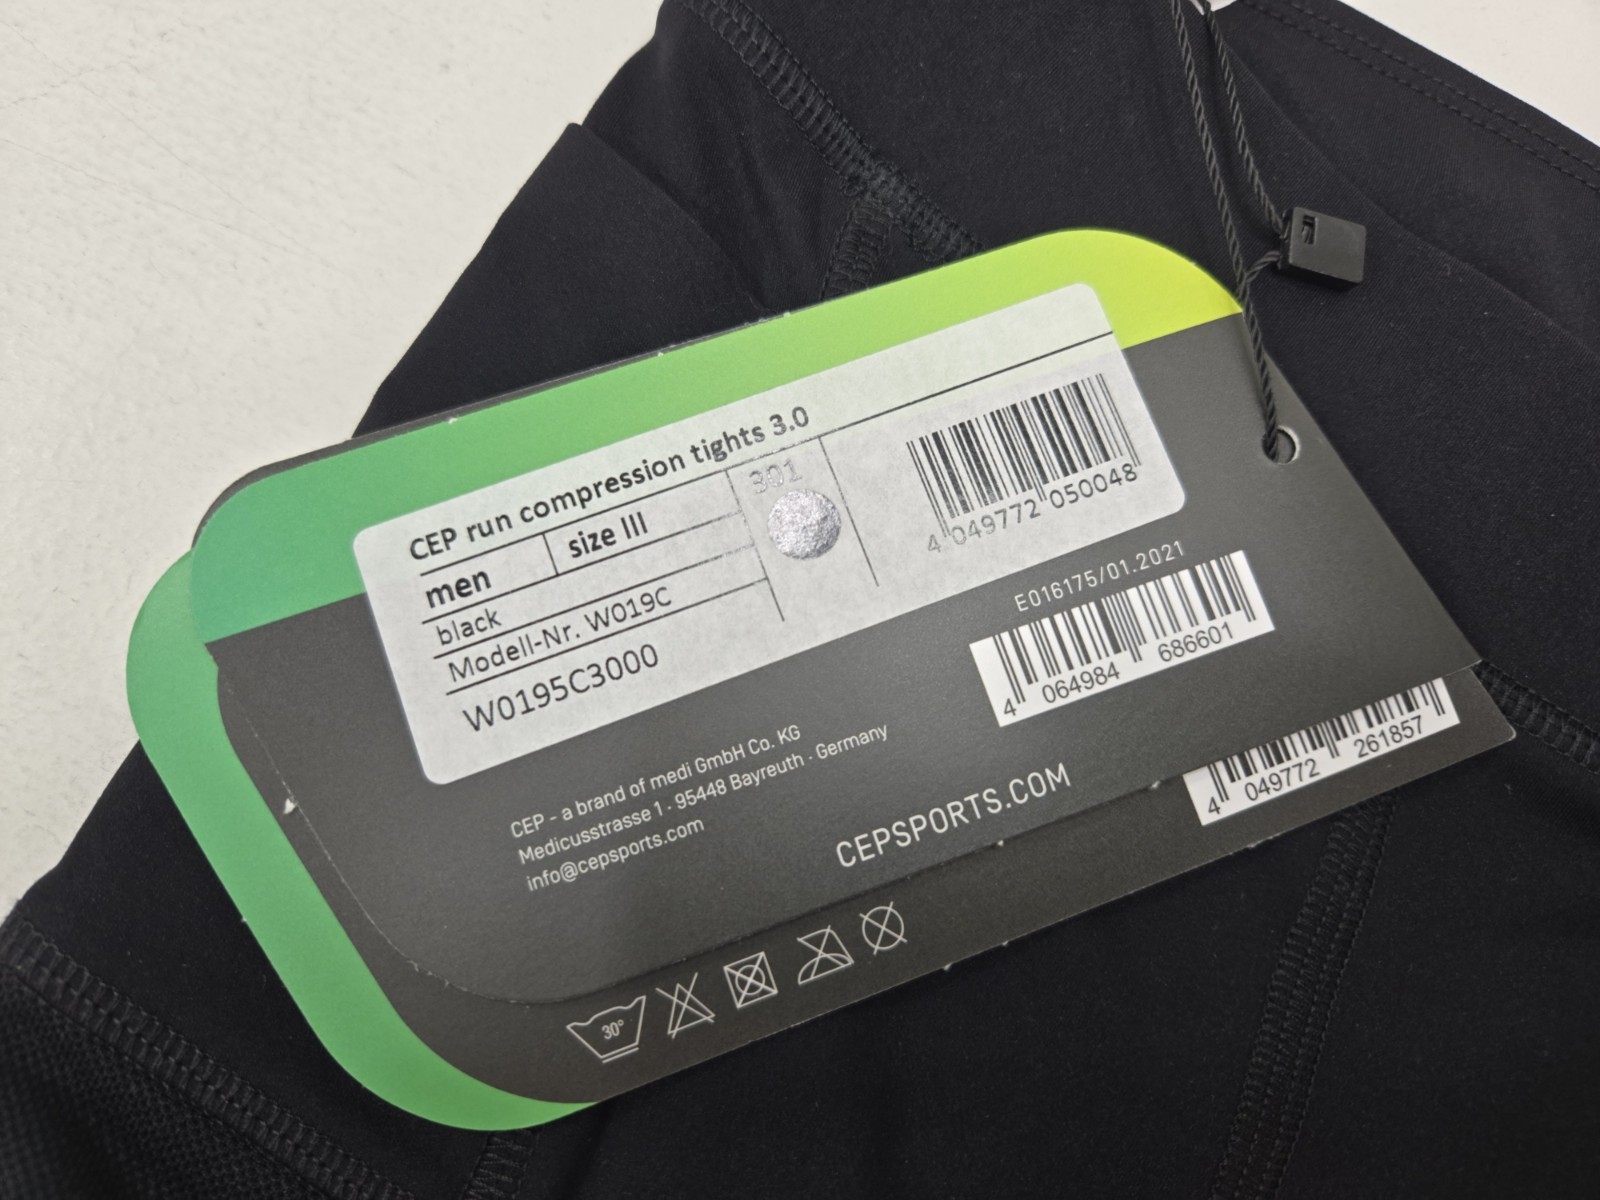 CEP run compression tights 3.0
men size III
black
Modell-Nr. W019C
W0195C3000
301
4 049772 050048
E016175/01.2021
4 064984 686601
4 049772 261857
CEP - a brand of medi GmbH Co. KG
Medicusstrasse 1 · 95448 Bayreuth · Germany
info@cepsports.com
CEPSPORTS.COM
30°